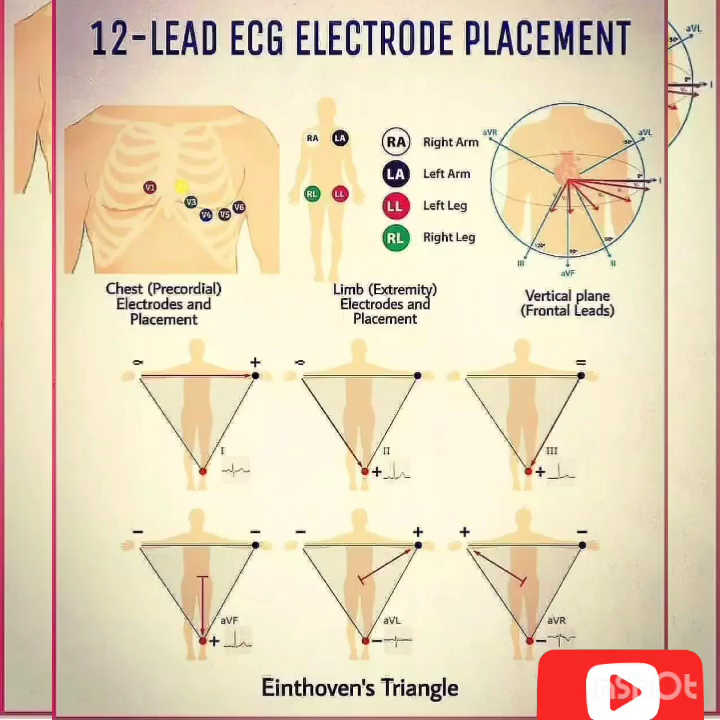 12-LEAD ECG ELECTRODE PLACEMENT
V1
V3
V4
V5
V6
Chest (Precordial)
Electrodes and
Placement
RA
LA
RL
LL
RA Right Arm
LA Left Arm
LL Left Leg
RL Right Leg
Limb (Extremity)
Electrodes and
Placement
aVR
aVL
I
III
aVF
II
Vertical plane
(Frontal Leads)
aVL
I
+
I
II
+
=
III
+
- -
aVF
+
- +
aVL
-
+ -
aVR
-
Einthoven's Triangle